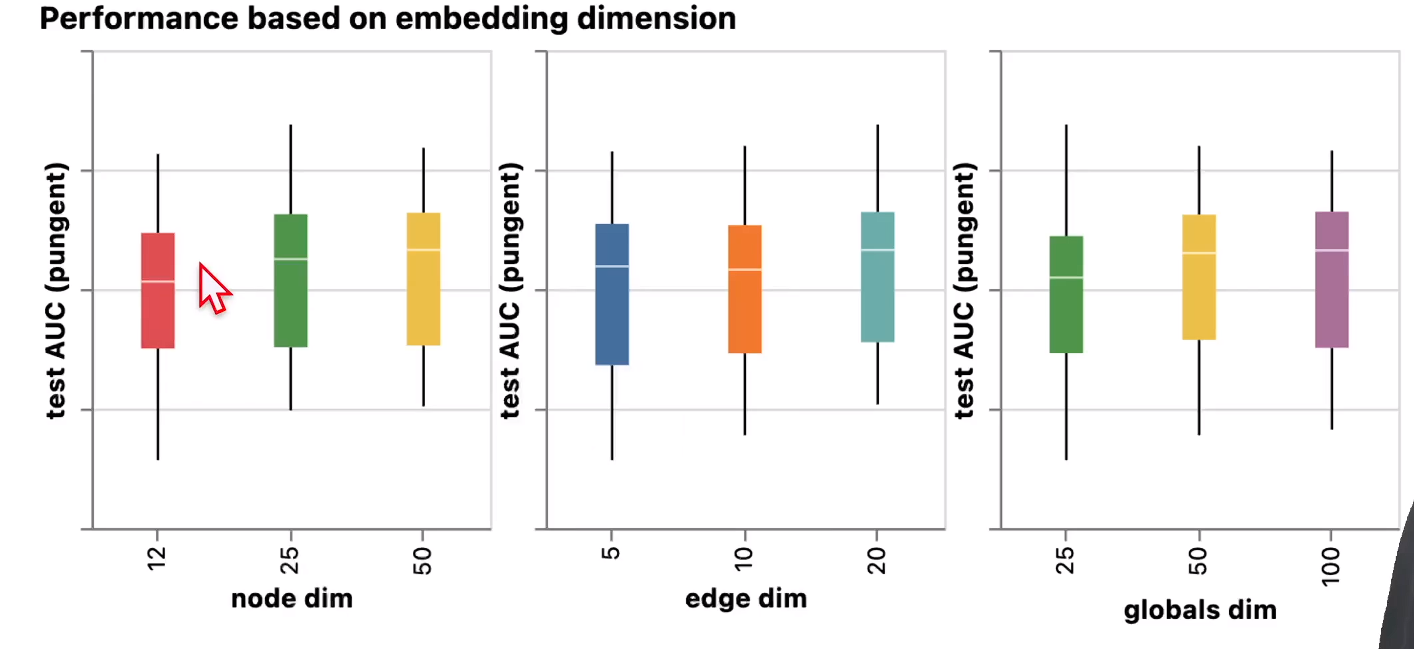 Performance based on embedding dimension
test AUC (pungent)
12
25
50
node dim
test AUC (pungent)
5
10
20
edge dim
test AUC (pungent)
25
50
100
globals dim